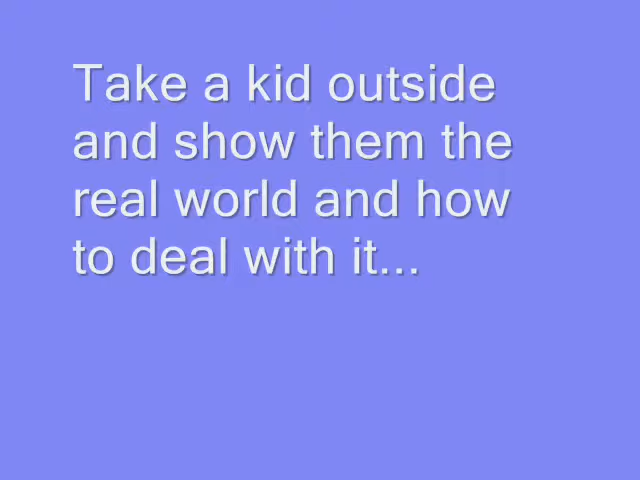 Take a kid outside
and show them the
real world and how
to deal with it...